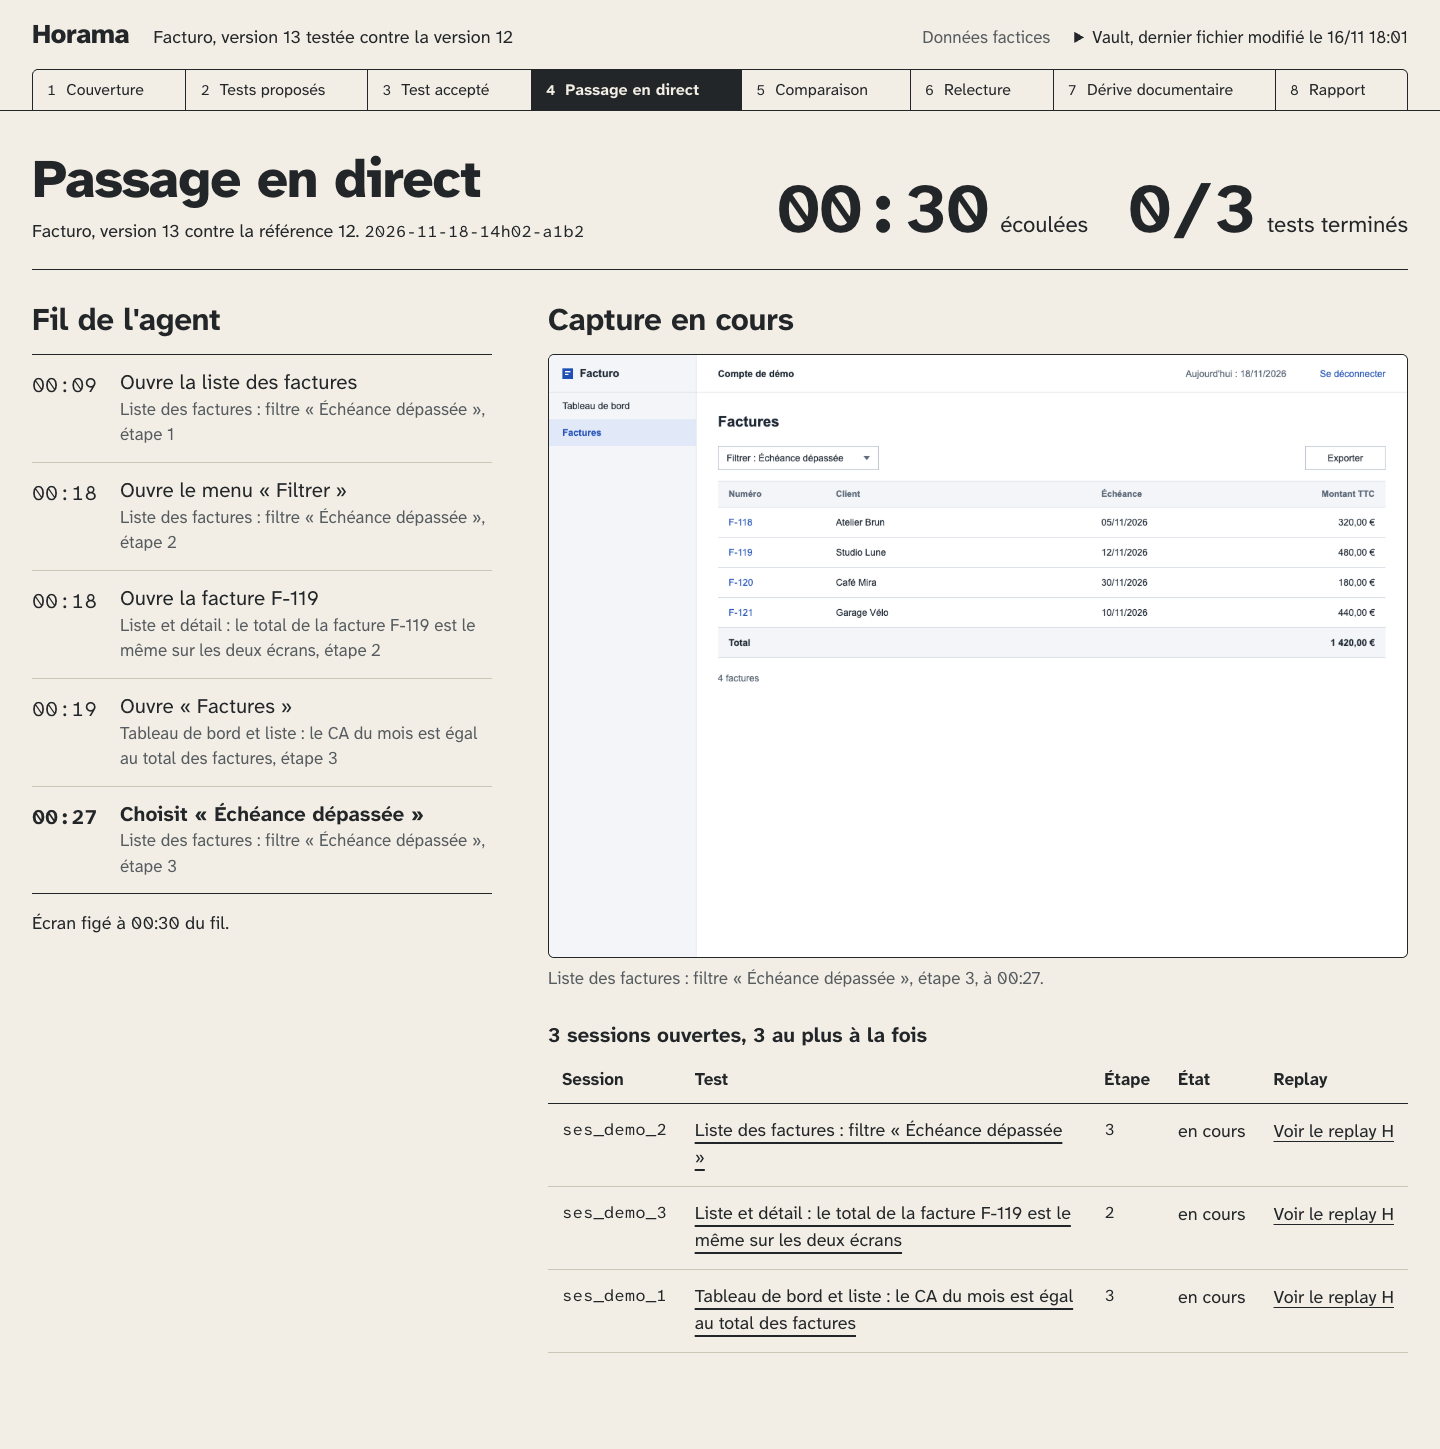 Horama
Facturo, version 13 testée contre la version 12
Données factices
▶ Vault, dernier fichier modifié le 16/11 18:01
1 Couverture
2 Tests proposés
3 Test accepté
4 Passage en direct
5 Comparaison
6 Relecture
7 Dérive documentaire
8 Rapport
Passage en direct
Facturo, version 13 contre la référence 12. 2026-11-18-14h02-a1b2
00:30 écoulées
0/3 tests terminés
Fil de l'agent
00:09 Ouvre la liste des factures
Liste des factures : filtre « Échéance dépassée »,
étape 1
00:18 Ouvre le menu « Filtrer »
Liste des factures : filtre « Échéance dépassée »,
étape 2
00:18 Ouvre la facture F-119
Liste et détail : le total de la facture F-119 est le
même sur les deux écrans, étape 2
00:19 Ouvre « Factures »
Tableau de bord et liste : le CA du mois est égal
au total des factures, étape 3
00:27 Choisit « Échéance dépassée »
Liste des factures : filtre « Échéance dépassée »,
étape 3
Écran figé à 00:30 du fil.
Capture en cours
Facturo
Tableau de bord
Factures
Compte de démo
Aujourd'hui : 18/11/2026
Se déconnecter
Factures
Filtrer : Échéance dépassée
Exporter
Numéro Client Échéance Montant TTC
F-118 Atelier Brun 05/11/2026 320,00 €
F-119 Studio Lune 12/11/2026 480,00 €
F-120 Café Mira 30/11/2026 180,00 €
F-121 Garage Vélo 10/11/2026 440,00 €
Total 1 420,00 €
4 factures
Liste des factures : filtre « Échéance dépassée », étape 3, à 00:27.
3 sessions ouvertes, 3 au plus à la fois
Session Test Étape État Replay
ses_demo_2 Liste des factures : filtre « Échéance dépassée 3 en cours Voir le replay H
»
ses_demo_3 Liste et détail : le total de la facture F-119 est le 2 en cours Voir le replay H
même sur les deux écrans
ses_demo_1 Tableau de bord et liste : le CA du mois est égal 3 en cours Voir le replay H
au total des factures